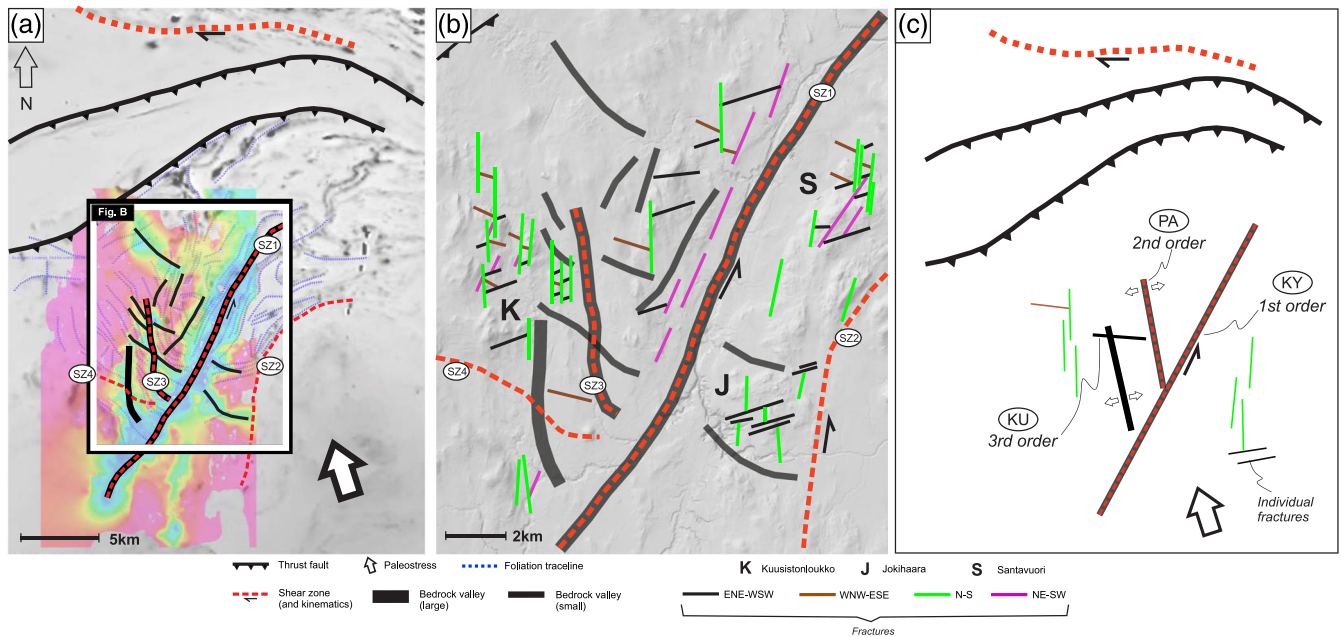 (a)
N
Fig. B
SZ1
SZ2
SZ4
SZ3
5km
(b)
SZ1
S
K
SZ2
SZ4
SZ3
J
2km
(c)
PA
2nd order
KY
1st order
KU
3rd order
Individual
fractures
Thrust fault
Paleostress
Foliation traceline
Shear zone
(and kinematics)
Bedrock valley
(large)
Bedrock valley
(small)
K Kuusistonloukko
J Jokihaara
S Santavuori
ENE-WSW
WNW-ESE
N-S
NE-SW
Fractures